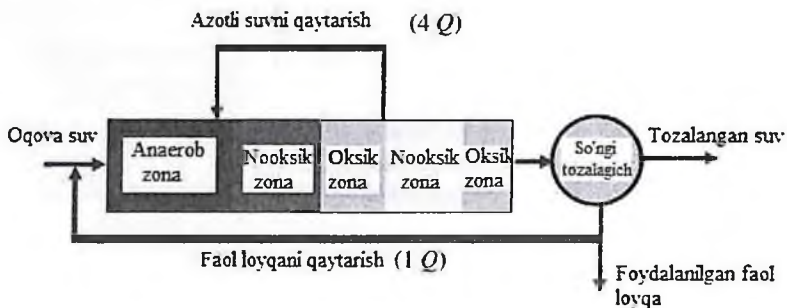 Azotli suvni qaytarish (4 Q)
Oqova suv
Anaerob
zona
Nooksik
zona
Oksik
zona
Nooksik
zona
Oksik
zona
So'ngi
tozalagich
Tozalangan suv
Faol loyqani qaytarish (1 Q)
Foydalanilgan faol
loyqa